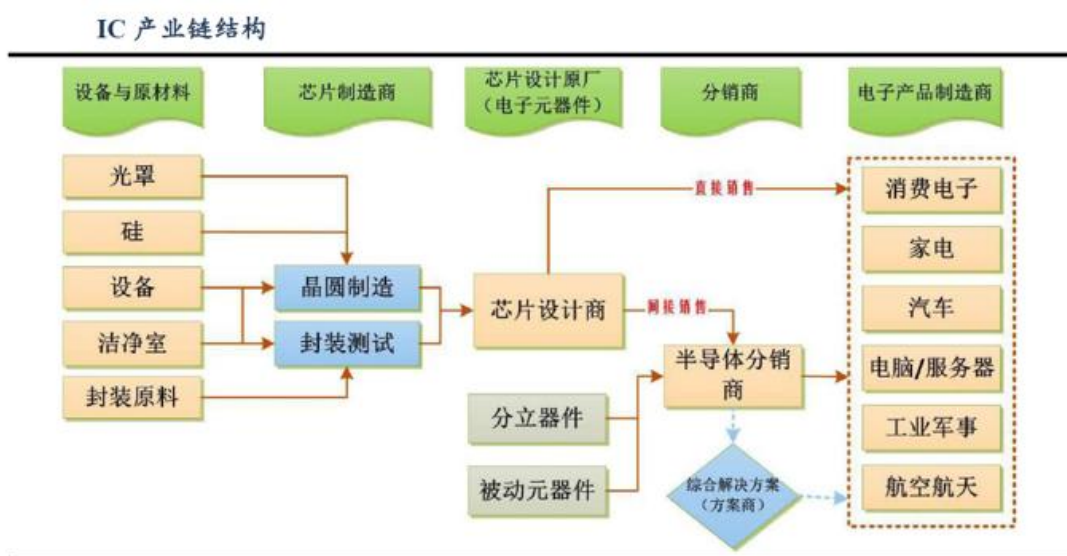 IC 产业链结构
设备与原材料
芯片制造商
芯片设计原厂
（电子元器件）
分销商
电子产品制造商
光罩
硅
设备
洁净室
封装原料
晶圆制造
封装测试
芯片设计商
直接销售
间接销售
分立器件
被动元器件
半导体分销
商
综合解决方案
（方案商）
消费电子
家电
汽车
电脑/服务器
工业军事
航空航天